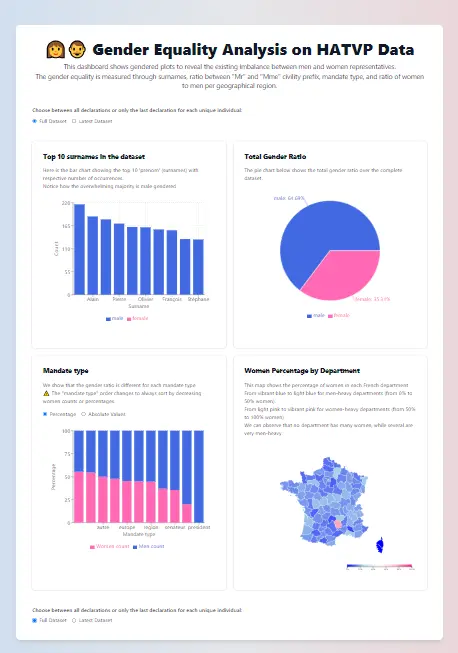 Gender Equality Analysis on HATVP Data
This dashboard shows gendered plots to reveal the existing imbalance between men and women representatives.
The gender equality is measured through surnames, ratio between "Mr" and "Mme" civility prefix, mandate type, and ratio of women
to men per geographical region.
Choose between all declarations or only the last declaration for each unique individual:
Full Dataset Latest Dataset
Top 10 surnames in the dataset
Here is the bar chart showing the top 10 "prenom" (surnames) with
respective number of occurrences.
Notice how the overwhelming majority is male gendered
220
165
110
55
0
Count
Alain Pierre Olivier François Stéphane
Surname
male female
Total Gender Ratio
The pie chart below shows the total gender ratio over the complete
dataset.
male:
female:
male female
Mandate type
We show that the gender ratio is different for each mandate type.
The "mandate type" order changes to always sort by decreasing
women counts or percentages.
Percentage Absolute Values
100
75
50
25
0
Percentage
autre europe region senateur president
Mandate type
Women count Men count
Women Percentage by Department
This map shows the percentage of women in each French department
From vibrant blue to light blue for men-heavy departments (from 0% to
50% women).
From light pink to vibrant pink for women-heavy departments (from 50%
to 100% women).
We can observe that no department has many women, while several are
very men-heavy.
Choose between all declarations or only the last declaration for each unique individual:
Full Dataset Latest Dataset